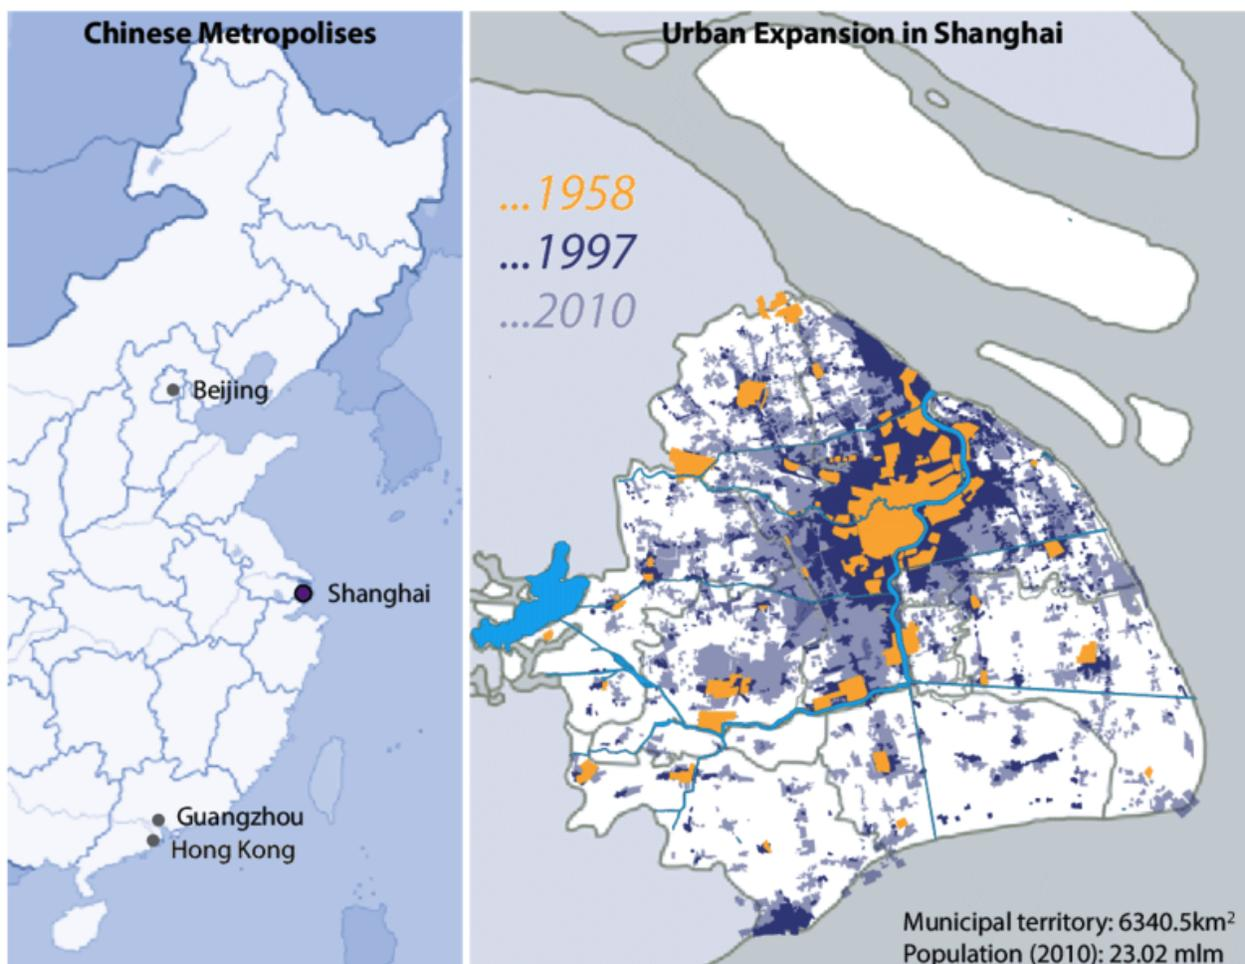 Chinese Metropolises
Beijing
Shanghai
Guangzhou
Hong Kong
Urban Expansion in Shanghai
...1958
...1997
...2010
Municipal territory: 6340.5km²
Population (2010): 23.02 mlm